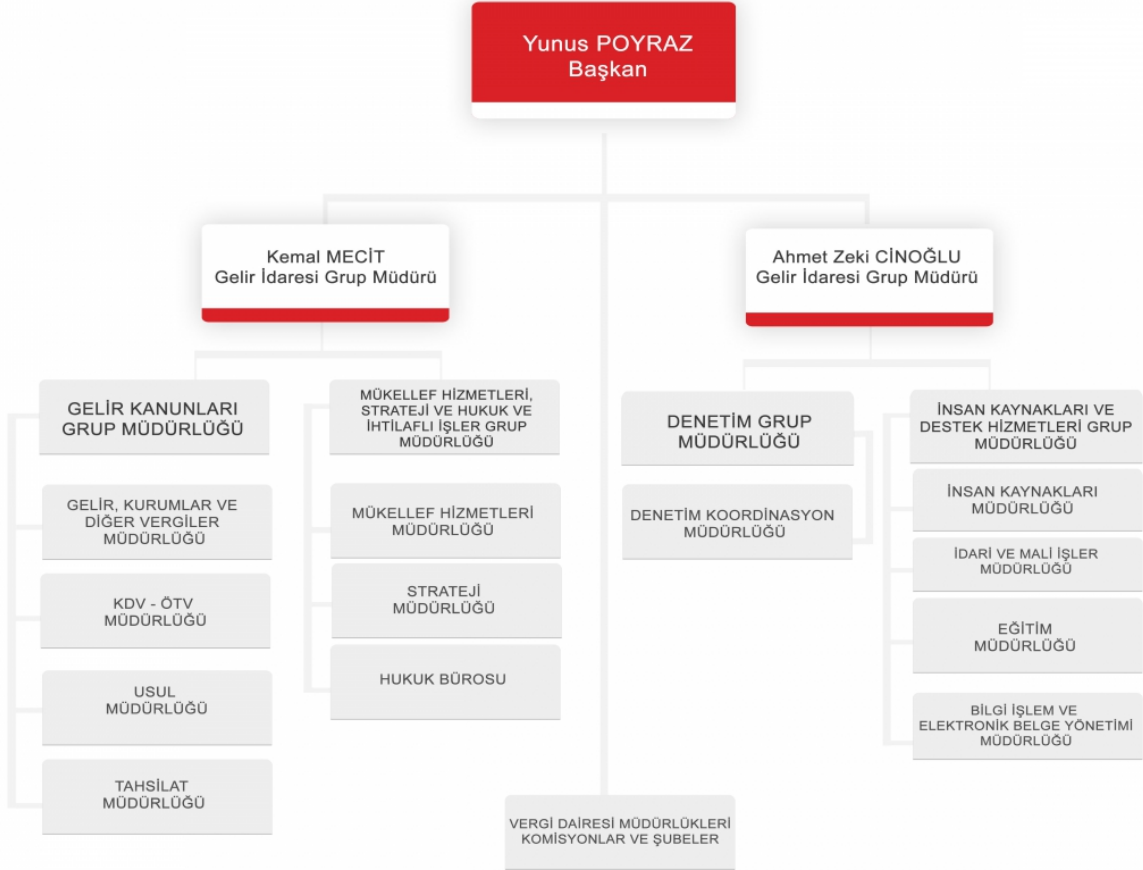 Yunus POYRAZ
Başkan
Kemal MECİT
Gelir İdaresi Grup Müdürü
Ahmet Zeki CİNOĞLU
Gelir İdaresi Grup Müdürü
GELİR KANUNLARI
GRUP MÜDÜRLÜĞÜ
GELİR, KURUMLAR VE
DİĞER VERGİLER
MÜDÜRLÜĞÜ
KDV - ÖTV
MÜDÜRLÜĞÜ
USUL
MÜDÜRLÜĞÜ
TAHSİLAT
MÜDÜRLÜĞÜ
MÜKELLEF HİZMETLERİ,
STRATEJİ VE HUKUK VE
İHTİLAFLI İŞLER GRUP
MÜDÜRLÜĞÜ
MÜKELLEF HİZMETLERİ
MÜDÜRLÜĞÜ
STRATEJİ
MÜDÜRLÜĞÜ
HUKUK BÜROSU
VERGİ DAİRESİ MÜDÜRLÜKLERİ
KOMİSYONLAR VE ŞUBELER
DENETİM GRUP
MÜDÜRLÜĞÜ
DENETİM KOORDİNASYON
MÜDÜRLÜĞÜ
İNSAN KAYNAKLARI VE
DESTEK HİZMETLERİ GRUP
MÜDÜRLÜĞÜ
İNSAN KAYNAKLARI
MÜDÜRLÜĞÜ
İDARİ VE MALİ İŞLER
MÜDÜRLÜĞÜ
EĞİTİM
MÜDÜRLÜĞÜ
BİLGİ İŞLEM VE
ELEKTRONİK BELGE YÖNETİMİ
MÜDÜRLÜĞÜ